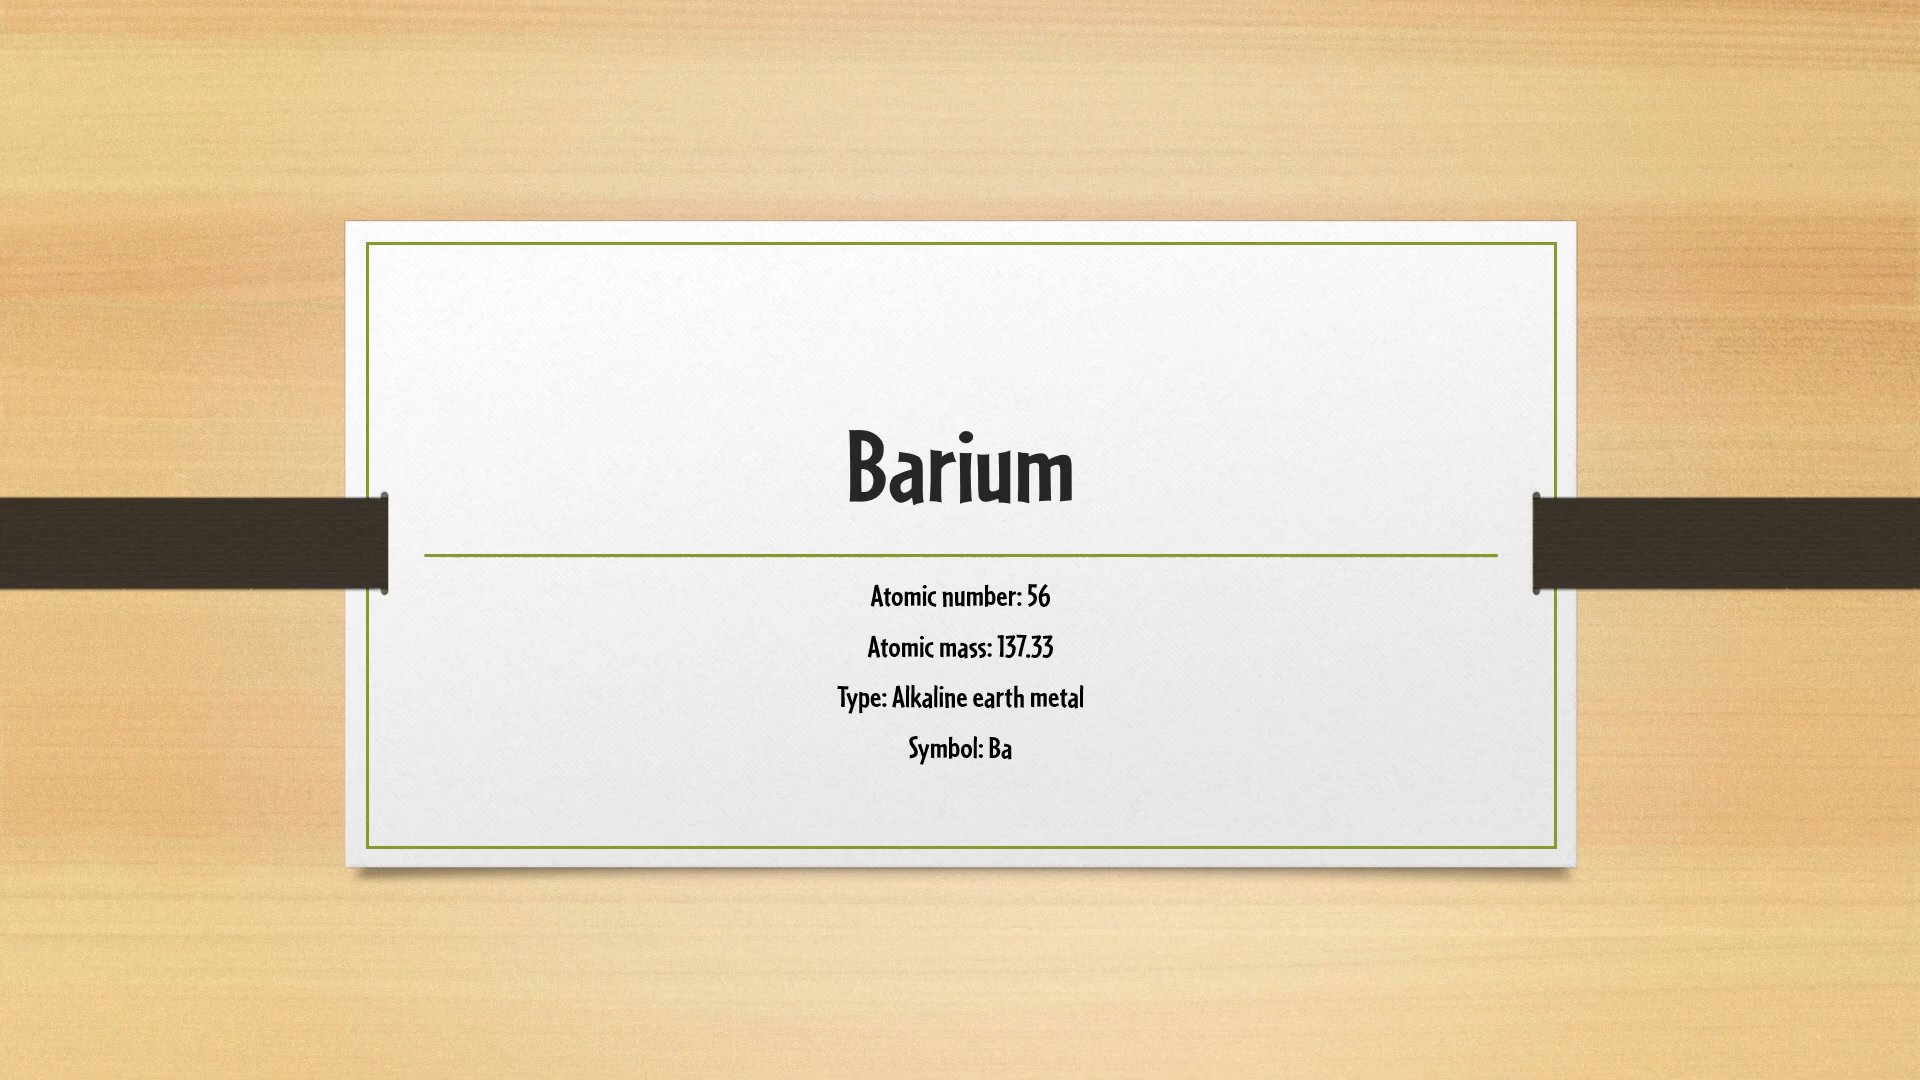 Barium
Atomic number: 56
Atomic mass: 137.33
Type: Alkaline earth metal
Symbol: Ba